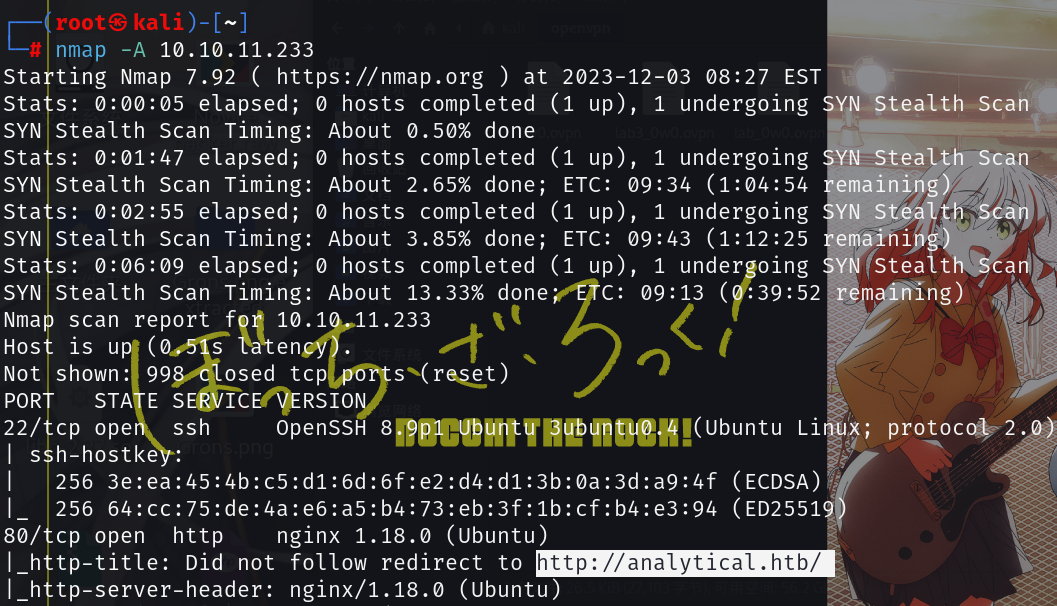 ┌──(root㉿kali)-[~]
└─# nmap -A 10.10.11.233
Starting Nmap 7.92 ( https://nmap.org ) at 2023-12-03 08:27 EST
Stats: 0:00:05 elapsed; 0 hosts completed (1 up), 1 undergoing SYN Stealth Scan
SYN Stealth Scan Timing: About 0.50% done
Stats: 0:01:47 elapsed; 0 hosts completed (1 up), 1 undergoing SYN Stealth Scan
SYN Stealth Scan Timing: About 2.65% done; ETC: 09:34 (1:04:54 remaining)
Stats: 0:02:55 elapsed; 0 hosts completed (1 up), 1 undergoing SYN Stealth Scan
SYN Stealth Scan Timing: About 3.85% done; ETC: 09:43 (1:12:25 remaining)
Stats: 0:06:09 elapsed; 0 hosts completed (1 up), 1 undergoing SYN Stealth Scan
SYN Stealth Scan Timing: About 13.33% done; ETC: 09:13 (0:39:52 remaining)
Nmap scan report for 10.10.11.233
Host is up (0.51s latency).
Not shown: 998 closed tcp ports (reset)
PORT   STATE SERVICE VERSION
22/tcp open  ssh     OpenSSH 8.9p1 Ubuntu 3ubuntu0.4 (Ubuntu Linux; protocol 2.0)
| ssh-hostkey:
|   256 3e:ea:45:4b:c5:d1:6d:6f:e2:d4:d1:3b:0a:3d:a9:4f (ECDSA)
|_  256 64:cc:75:de:4a:e6:a5:b4:73:eb:3f:1b:cf:b4:e3:94 (ED25519)
80/tcp open  http    nginx 1.18.0 (Ubuntu)
|_http-title: Did not follow redirect to http://analytical.htb/
|_http-server-header: nginx/1.18.0 (Ubuntu)
ぼっち・ざ・ろっく!
BOCCHI THE ROCK!